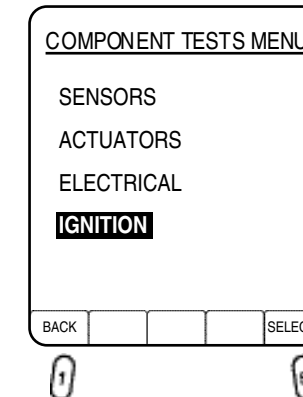 COMPONENT TESTS MENU
SENSORS
ACTUATORS
ELECTRICAL
IGNITION
BACK SELEC
1